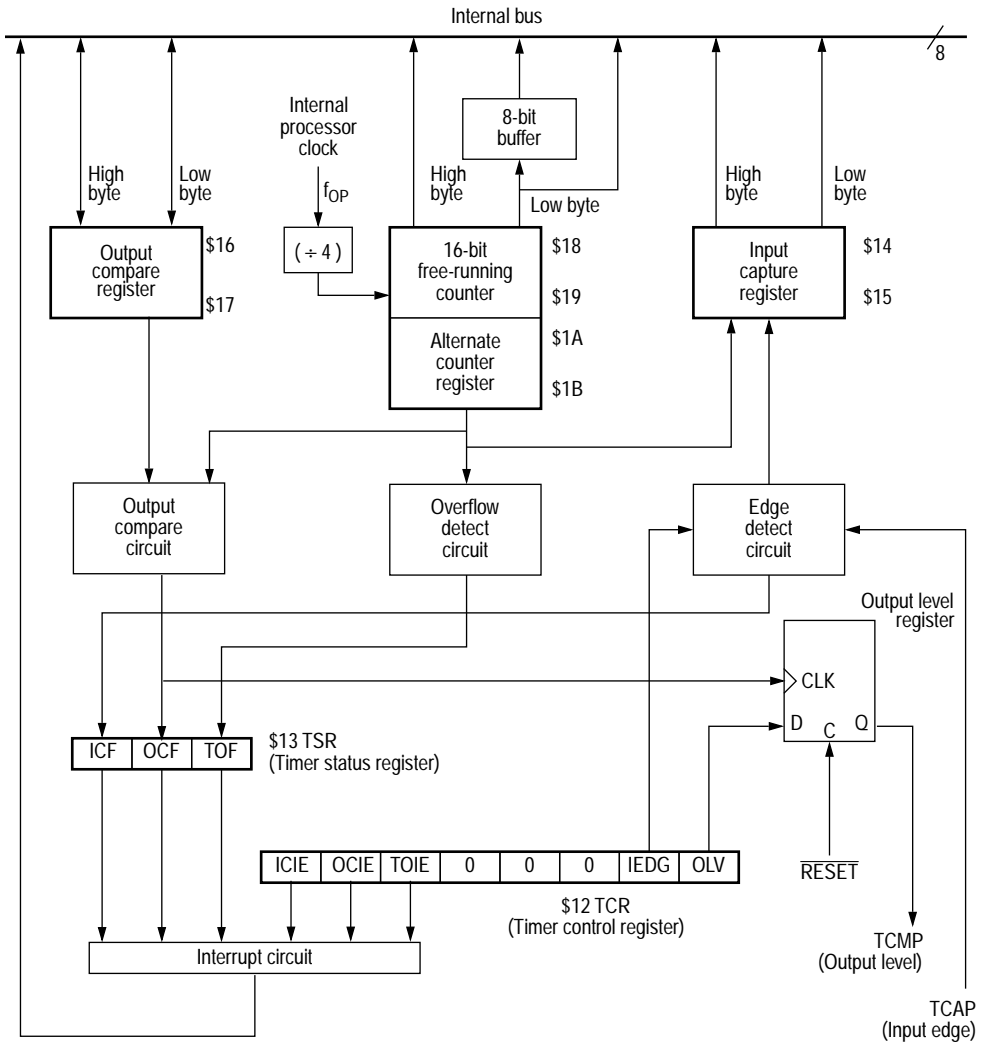 Internal bus
8
Internal
processor
clock
8-bit
buffer
High
byte
Low
byte
f_OP
High
byte
Low byte
High
byte
Low
byte
Output
compare
register
$16
$17
( ÷ 4 )
16-bit
free-running
counter
$18
$19
Alternate
counter
register
$1A
$1B
Input
capture
register
$14
$15
Output
compare
circuit
Overflow
detect
circuit
Edge
detect
circuit
Output level
register
CLK
D C Q
ICF OCF TOF
$13 TSR
(Timer status register)
ICIE OCIE TOIE 0 0 0 IEDG OLV
$12 TCR
(Timer control register)
R̅E̅S̅E̅T̅
Interrupt circuit
TCMP
(Output level)
TCAP
(Input edge)